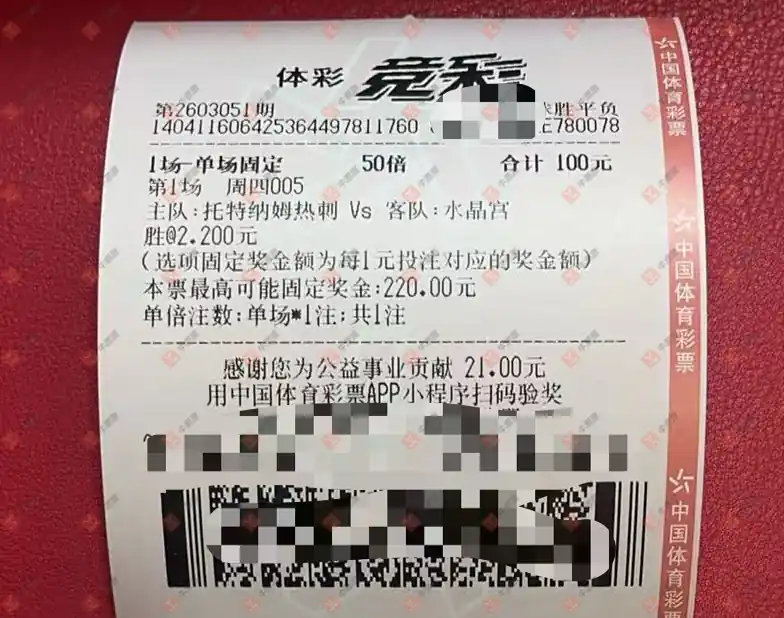 体彩 竞彩
第2603051期 球胜平负
140411606425364497811760 E780078
1场-单场固定 50倍 合计 100元
第1场 周四005
主队:托特纳姆热刺 Vs 客队:水晶宫
胜@2.200元
(选项固定奖金额为每1元投注对应的奖金额)
本票最高可能固定奖金:220.00元
单倍注数:单场*1注;共1注
感谢您为公益事业贡献 21.00元
用中国体育彩票APP小程序扫码验奖
中国体育彩票
中国体育彩票
中国体育彩票